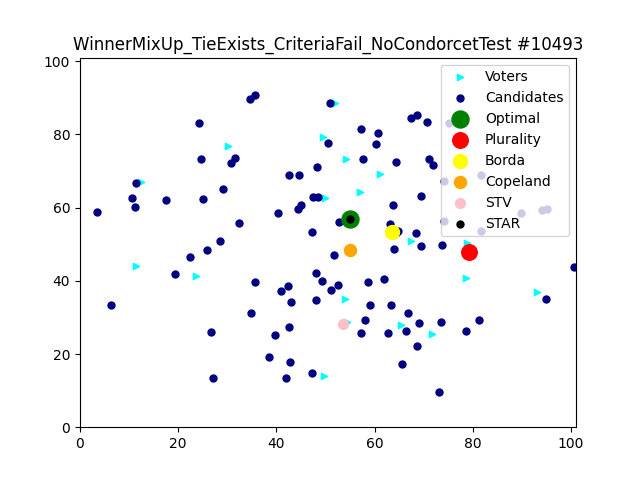 WinnerMixUp_TieExists_CriteriaFail_NoCondorcetTest #10493
100
80
60
40
20
0
0 20 40 60 80 100
Voters
Candidates
Optimal
Plurality
Borda
Copeland
STV
STAR